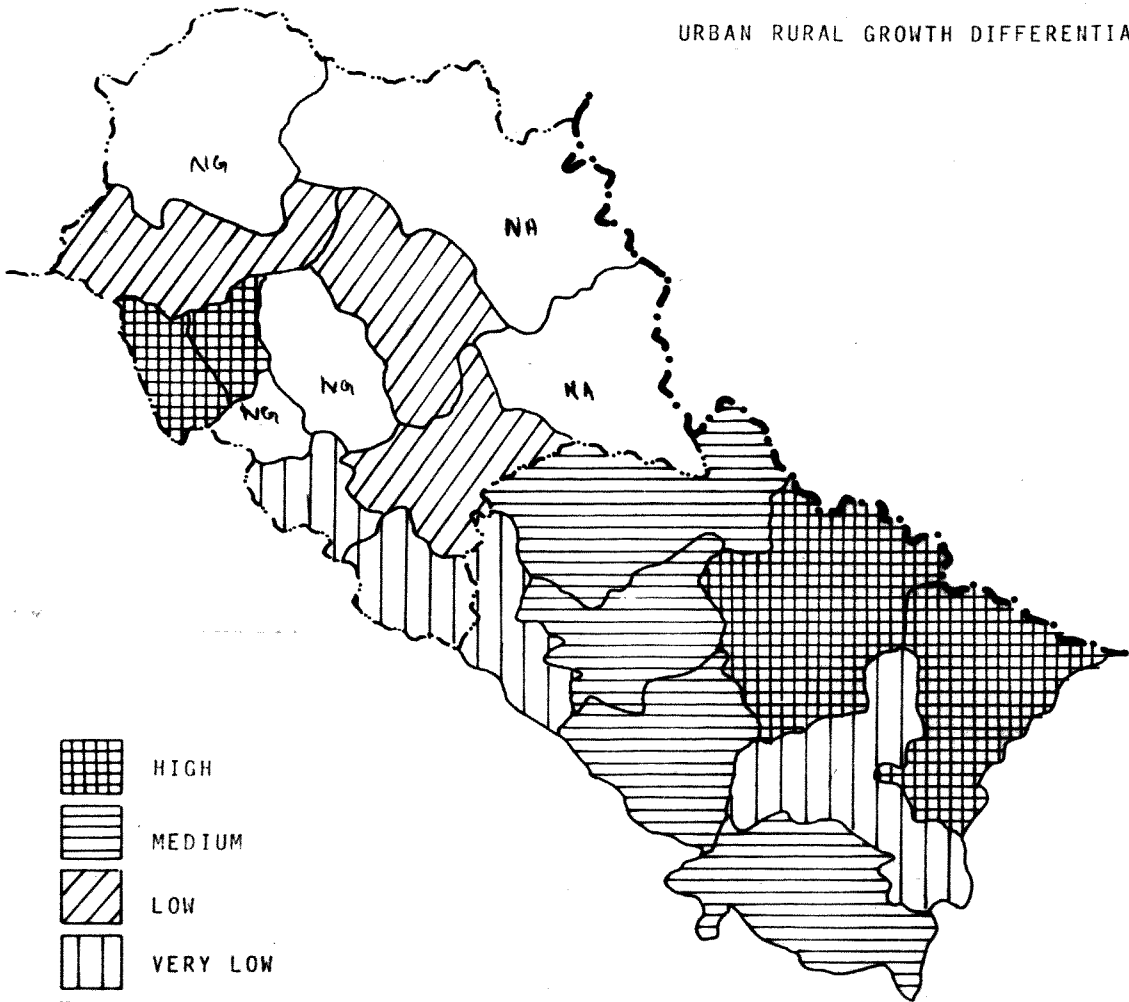 URBAN RURAL GROWTH DIFFERENTIA
NG
NA
NG
NA
NG
HIGH
MEDIUM
LOW
VERY LOW